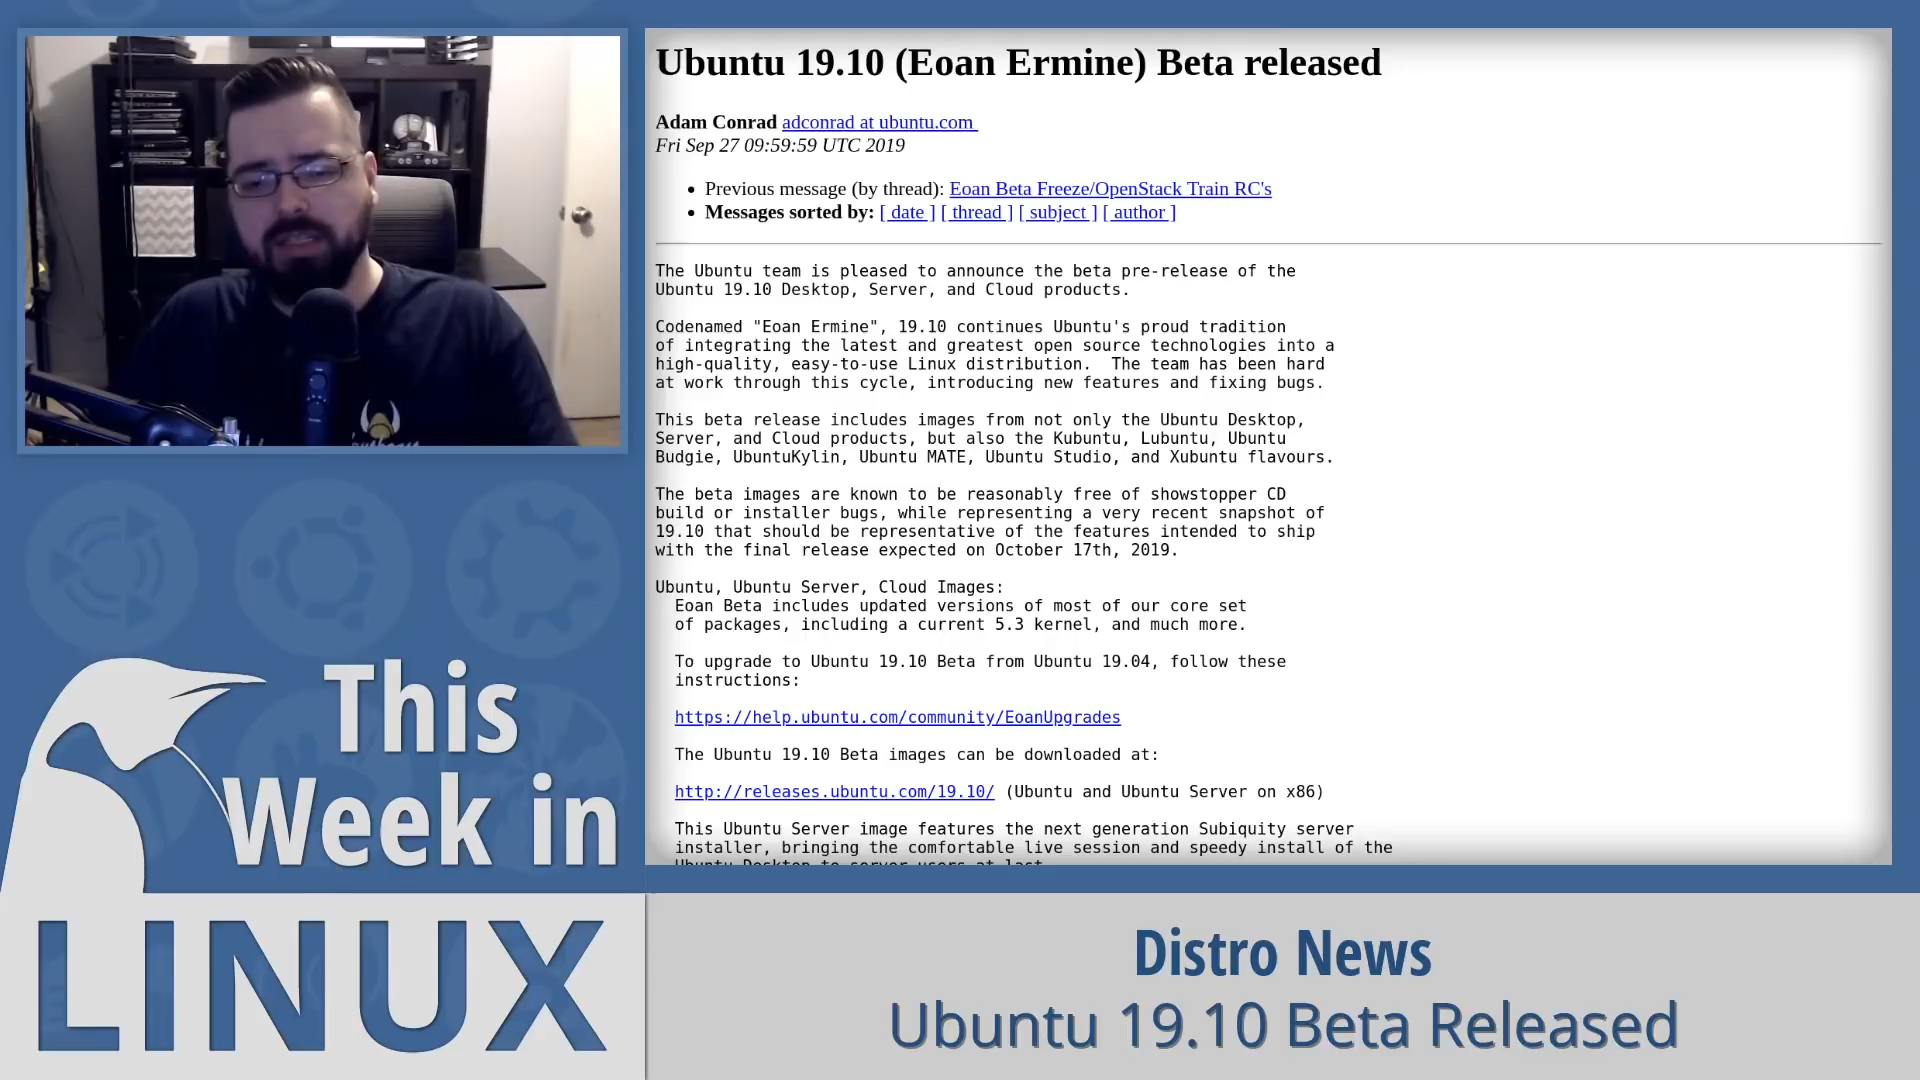 Ubuntu 19.10 (Eoan Ermine) Beta released
Adam Conrad adconrad at ubuntu.com
Fri Sep 27 09:59:59 UTC 2019
Previous message (by thread): Eoan Beta Freeze/OpenStack Train RC's
Messages sorted by: [ date ] [ thread ] [ subject ] [ author ]
The Ubuntu team is pleased to announce the beta pre-release of the
Ubuntu 19.10 Desktop, Server, and Cloud products.
Codenamed "Eoan Ermine", 19.10 continues Ubuntu's proud tradition
of integrating the latest and greatest open source technologies into a
high-quality, easy-to-use Linux distribution.  The team has been hard
at work through this cycle, introducing new features and fixing bugs.
This beta release includes images from not only the Ubuntu Desktop,
Server, and Cloud products, but also the Kubuntu, Lubuntu, Ubuntu
Budgie, UbuntuKylin, Ubuntu MATE, Ubuntu Studio, and Xubuntu flavours.
The beta images are known to be reasonably free of showstopper CD
build or installer bugs, while representing a very recent snapshot of
19.10 that should be representative of the features intended to ship
with the final release expected on October 17th, 2019.
Ubuntu, Ubuntu Server, Cloud Images:
Eoan Beta includes updated versions of most of our core set
of packages, including a current 5.3 kernel, and much more.
To upgrade to Ubuntu 19.10 Beta from Ubuntu 19.04, follow these
instructions:
https://help.ubuntu.com/community/EoanUpgrades
The Ubuntu 19.10 Beta images can be downloaded at:
http://releases.ubuntu.com/19.10/ (Ubuntu and Ubuntu Server on x86)
This Ubuntu Server image features the next generation Subiquity server
installer, bringing the comfortable live session and speedy install of the
Ubuntu Desktop to server users at last.
This
Week in
LINUX
Distro News
Ubuntu 19.10 Beta Released